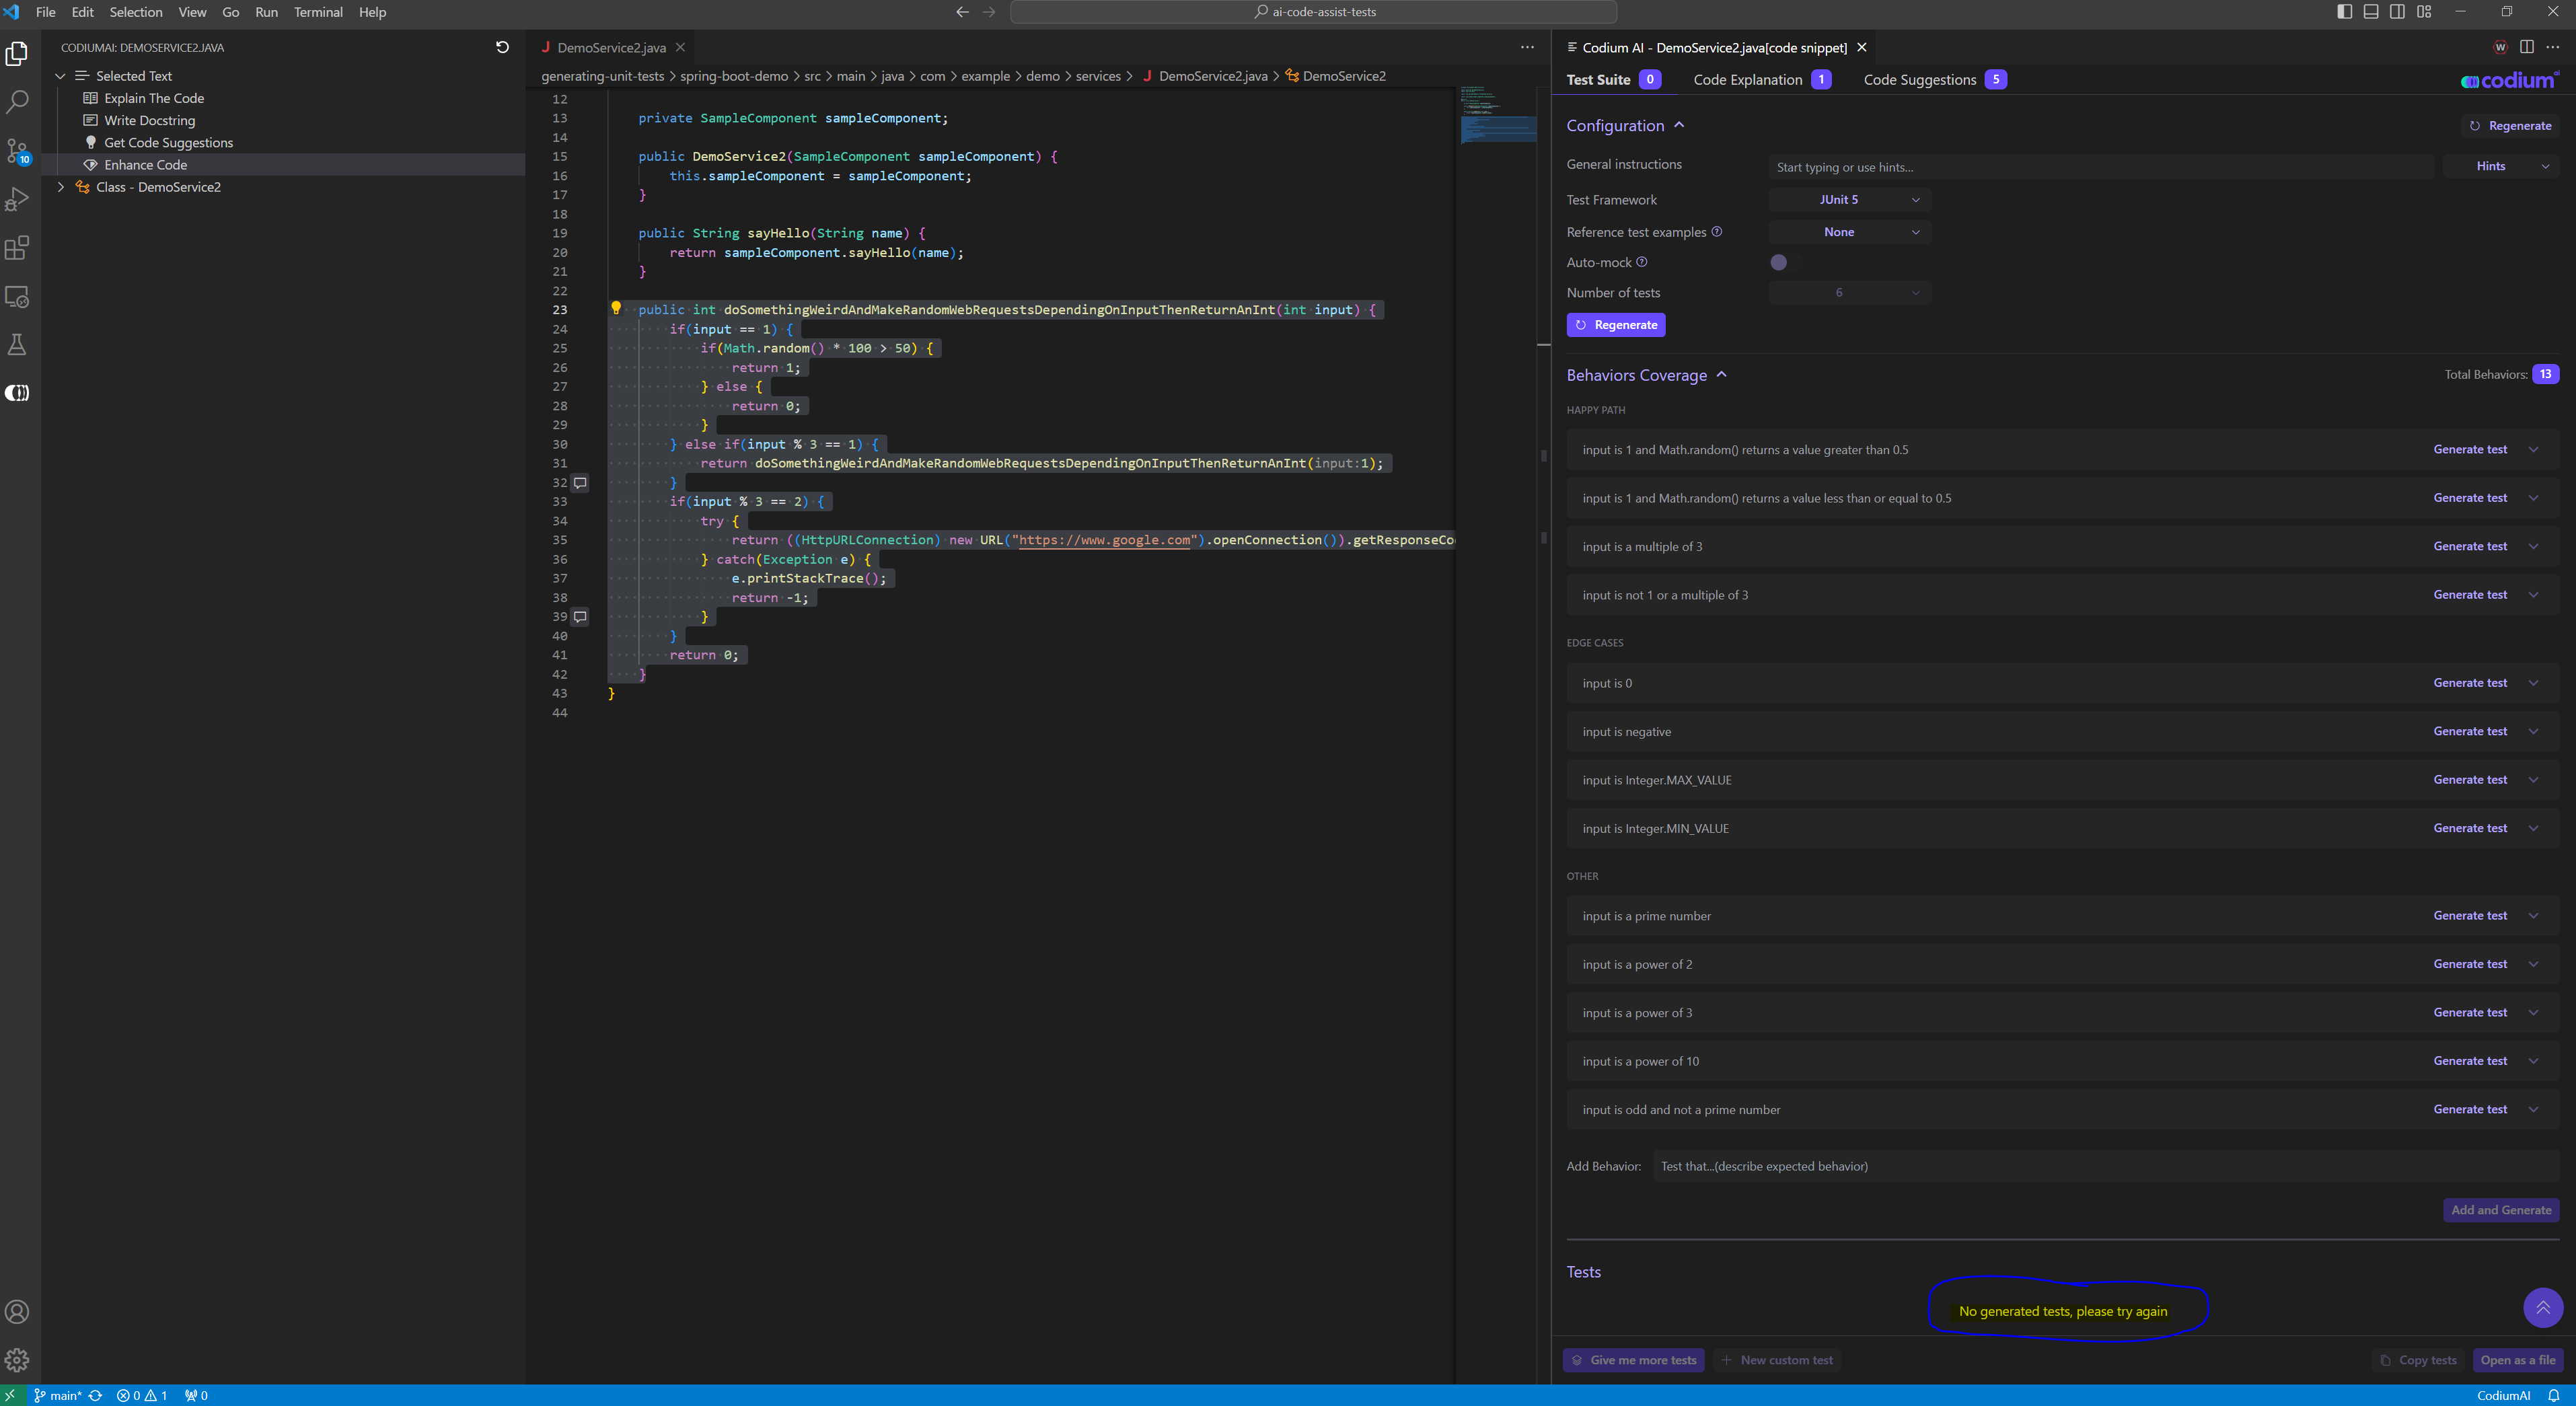 File Edit Selection View Go Run Terminal Help
ai-code-assist-tests
CODIUMAI: DEMOSERVICE2.JAVA
Selected Text
Explain The Code
Write Docstring
Get Code Suggestions
Enhance Code
Class - DemoService2
10
DemoService2.java
generating-unit-tests > spring-boot-demo > src > main > java > com > example > demo > services > DemoService2.java > DemoService2
12
13 private SampleComponent sampleComponent;
14
15 public DemoService2(SampleComponent sampleComponent) {
16 this.sampleComponent = sampleComponent;
17 }
18
19 public String sayHello(String name) {
20 return sampleComponent.sayHello(name);
21 }
22
23 public int doSomethingWeirdAndMakeRandomWebRequestsDependingOnInputThenReturnAnInt(int input) {
24 if(input == 1) {
25 if(Math.random() * 100 > 50) {
26 return 1;
27 } else {
28 return 0;
29 }
30 } else if(input % 3 == 1) {
31 return doSomethingWeirdAndMakeRandomWebRequestsDependingOnInputThenReturnAnInt(input:1);
32 }
33 if(input % 3 == 2) {
34 try {
35 return ((HttpURLConnection) new URL("https://www.google.com").openConnection()).getResponseCo
36 } catch(Exception e) {
37 e.printStackTrace();
38 return -1;
39 }
40 }
41 return 0;
42 }
43 }
44
Codium AI - DemoService2.java[code snippet]
Test Suite 0 Code Explanation 1 Code Suggestions 5
codium ai
Configuration Regenerate
General instructions Start typing or use hints... Hints
Test Framework JUnit 5
Reference test examples None
Auto-mock
Number of tests 6
Regenerate
Behaviors Coverage Total Behaviors: 13
HAPPY PATH
input is 1 and Math.random() returns a value greater than 0.5 Generate test
input is 1 and Math.random() returns a value less than or equal to 0.5 Generate test
input is a multiple of 3 Generate test
input is not 1 or a multiple of 3 Generate test
EDGE CASES
input is 0 Generate test
input is negative Generate test
input is Integer.MAX_VALUE Generate test
input is Integer.MIN_VALUE Generate test
OTHER
input is a prime number Generate test
input is a power of 2 Generate test
input is a power of 3 Generate test
input is a power of 10 Generate test
input is odd and not a prime number Generate test
Add Behavior: Test that...(describe expected behavior)
Add and Generate
Tests
No generated tests, please try again
Give me more tests + New custom test Copy tests Open as a file
main* 0 1 0 CodiumAI